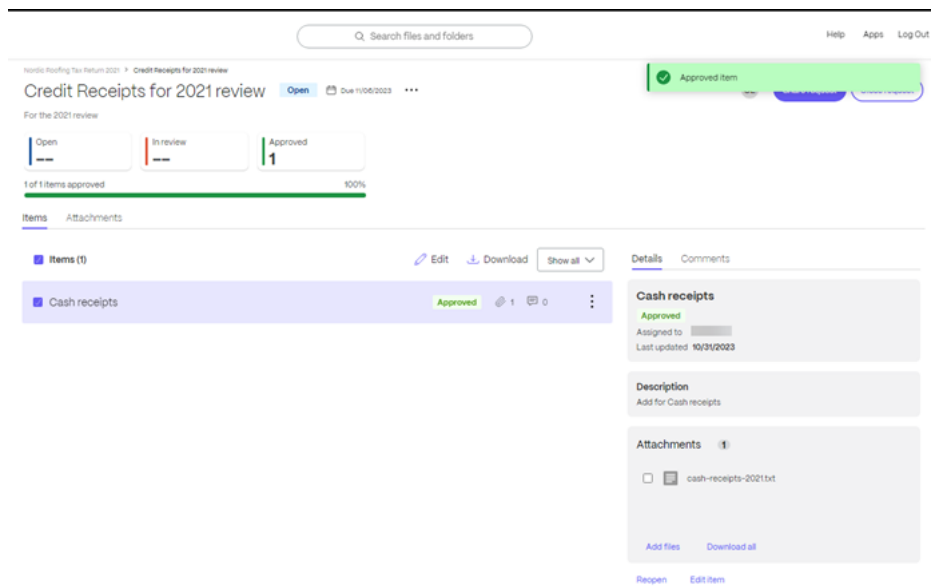 Search files and folders
Help Apps Log Out
Nordic Roofing Tax Return 2021 > Credit Receipts for 2021 review
Credit Receipts for 2021 review Open Due 11/06/2023
Approved item
For the 2021 review
Open
--
In review
--
Approved
1
1 of 1 items approved 100%
Items Attachments
Items (1) Edit Download Show all
Cash receipts Approved 1 0
Details Comments
Cash receipts
Approved
Assigned to
Last updated 10/31/2023
Description
Add for Cash receipts
Attachments 1
cash-receipts-2021.txt
Add files Download all
Reopen Edit item